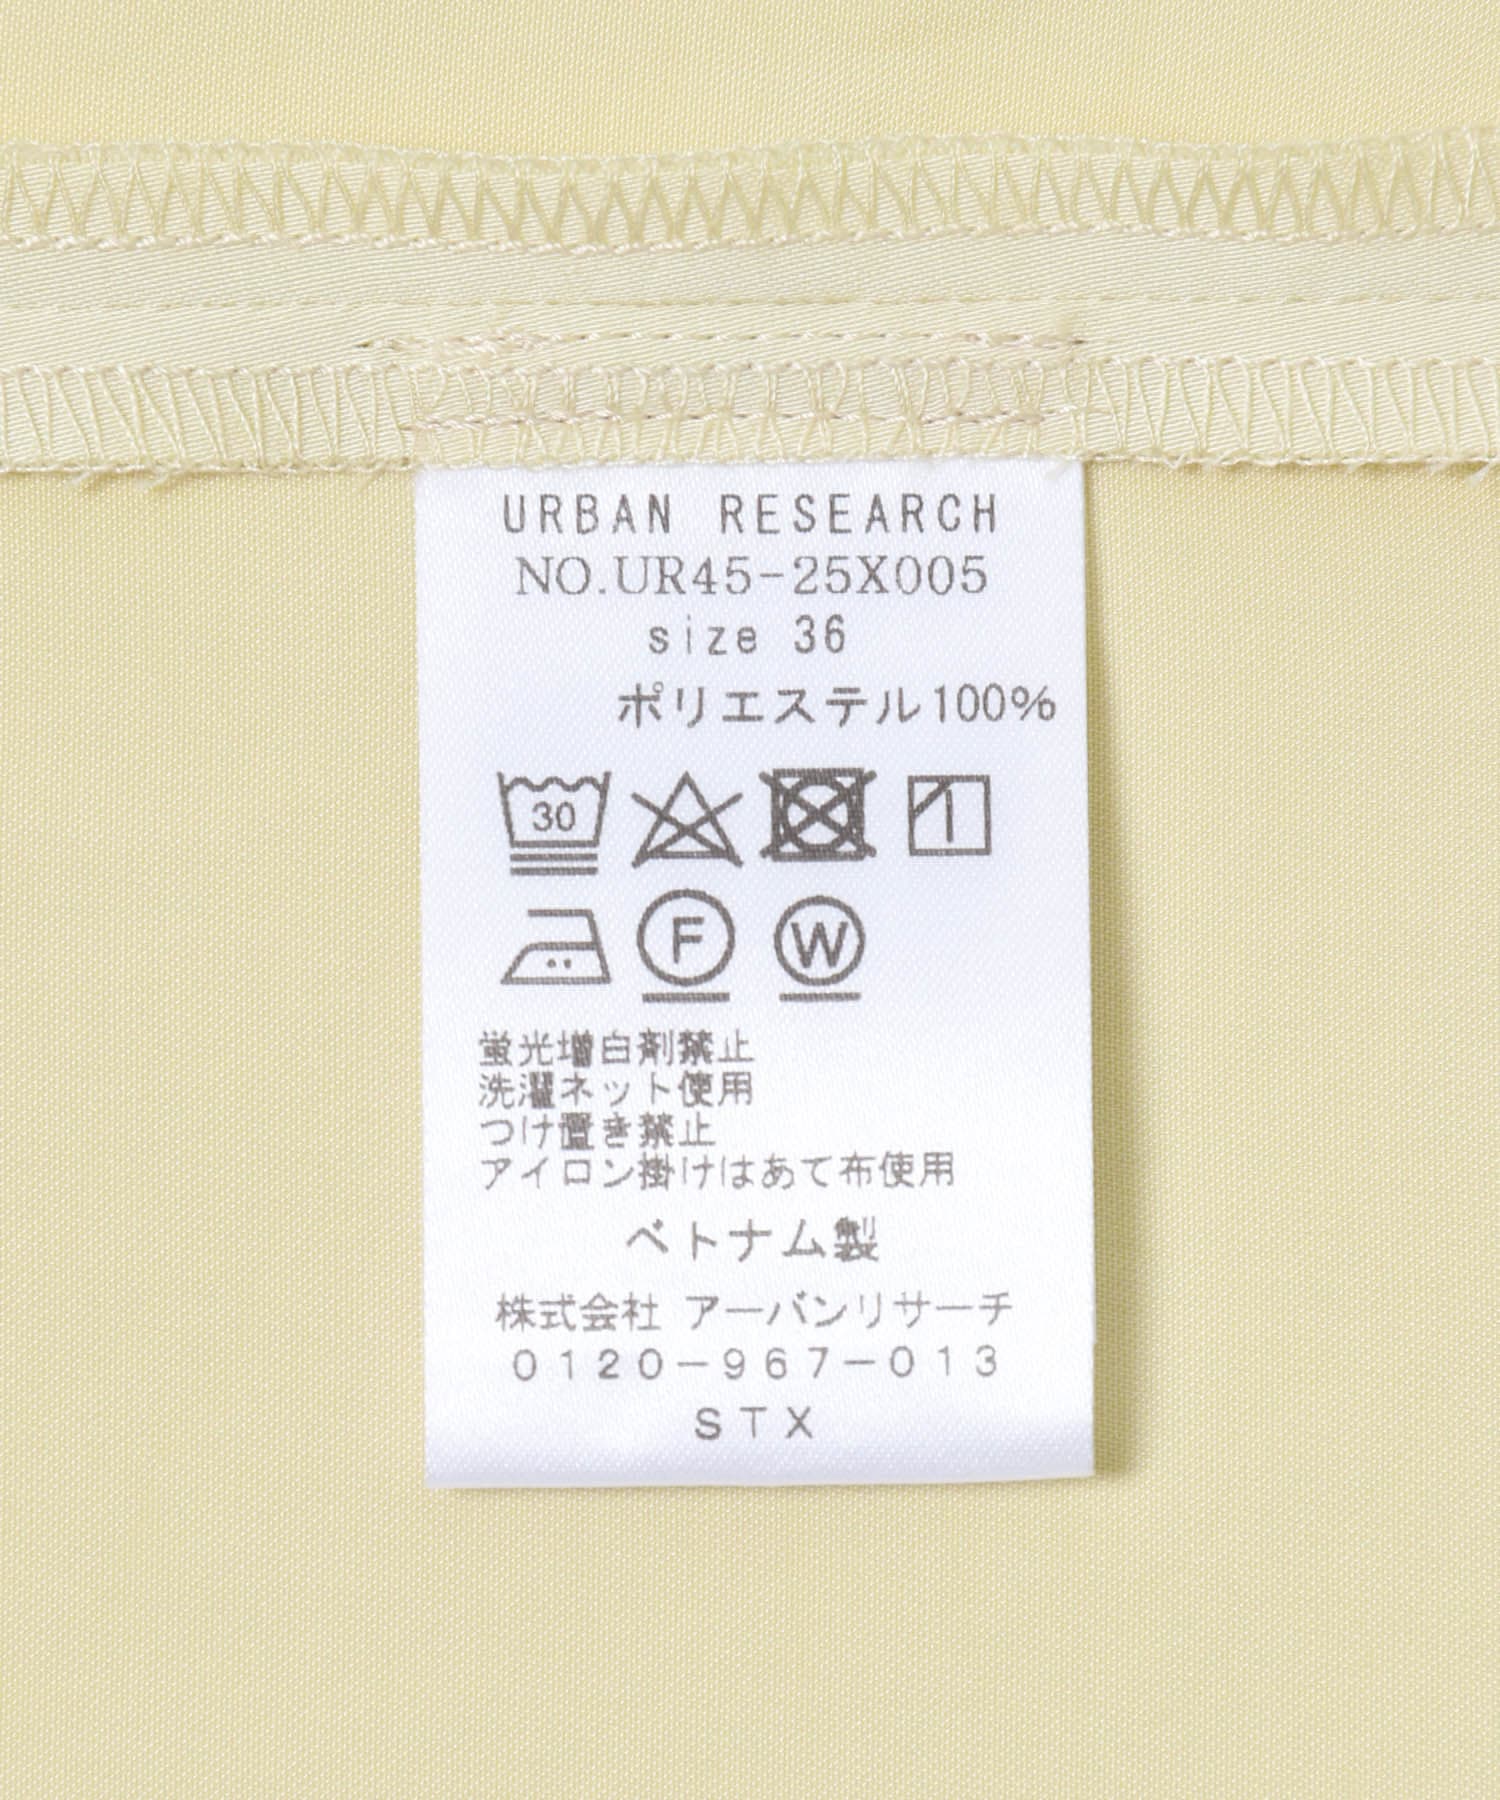 URBAN RESEARCH
NO.UR45-25X005
size 36
ポリエステル100%
30
F W
蛍光増白剤禁止
洗濯ネット使用
つけ置き禁止
アイロン掛けはあて布使用
ベトナム製
株式会社 アーバンリサーチ
0120-967-013
STX